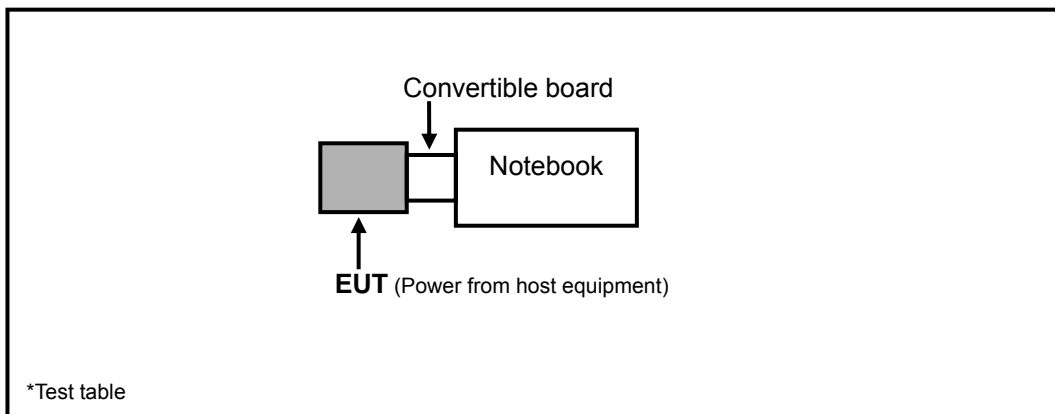 Convertible board
Notebook
EUT (Power from host equipment)
*Test table